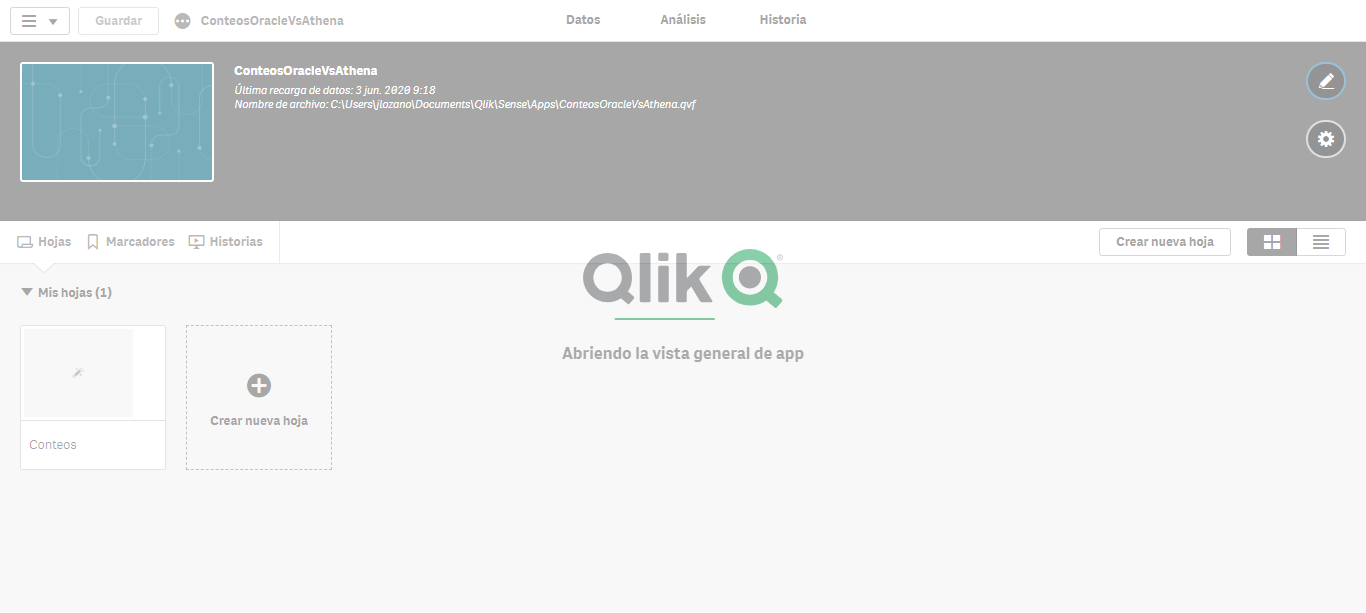 Guardar
ConteosOracleVsAthena
Datos
Análisis
Historia
ConteosOracleVsAthena
Última recarga de datos: 3 jun. 2020 9:18
Nombre de archivo: C:\Users\jlozano\Documents\Qlik\Sense\Apps\ConteosOracleVsAthena.qvf
Hojas
Marcadores
Historias
Crear nueva hoja
Qlik
®
Mis hojas (1)
Abriendo la vista general de app
Crear nueva hoja
Conteos